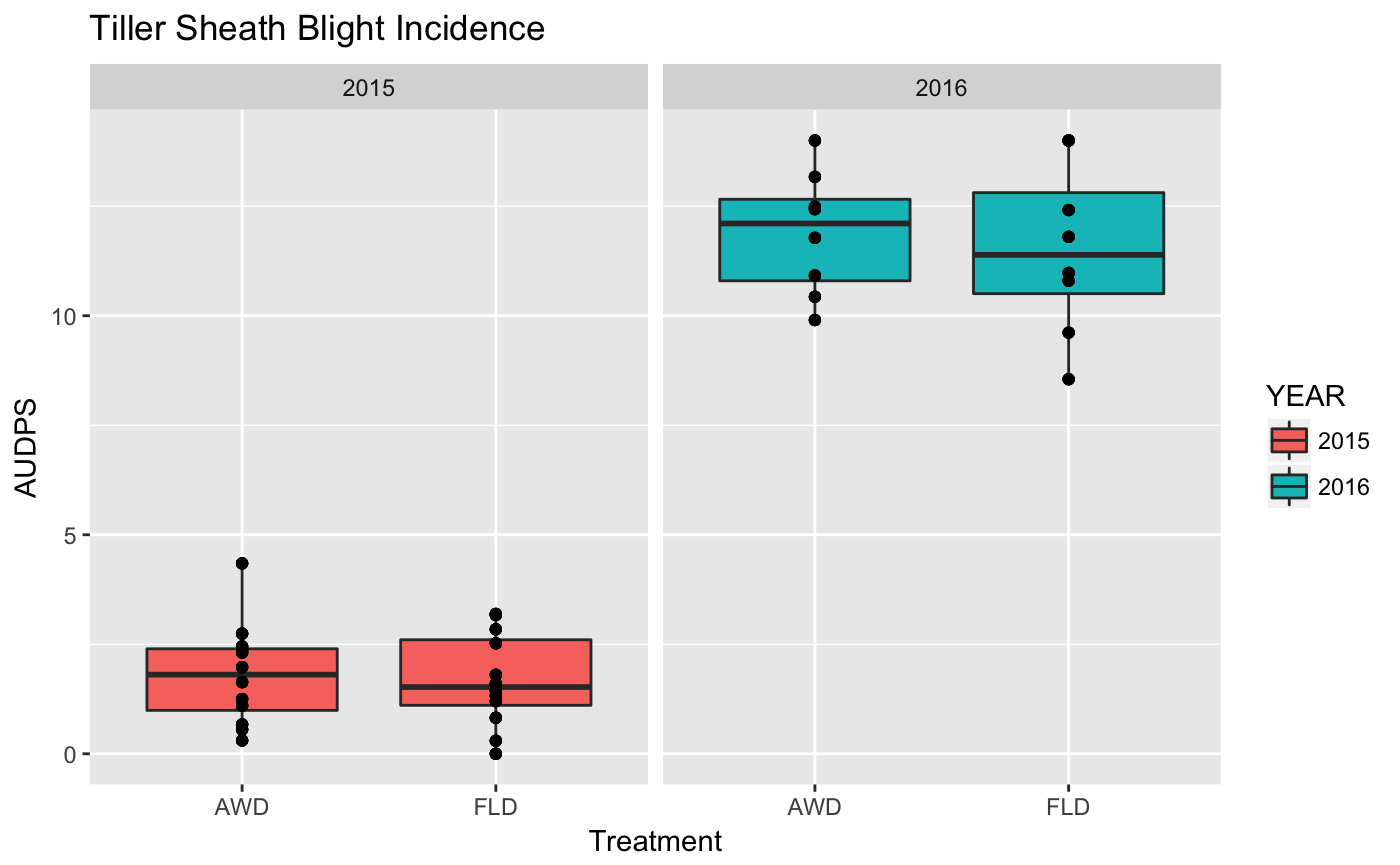 Tiller Sheath Blight Incidence
2015
2016
10
5
0
AUDPS
AWD
FLD
AWD
FLD
Treatment
YEAR
2015
2016